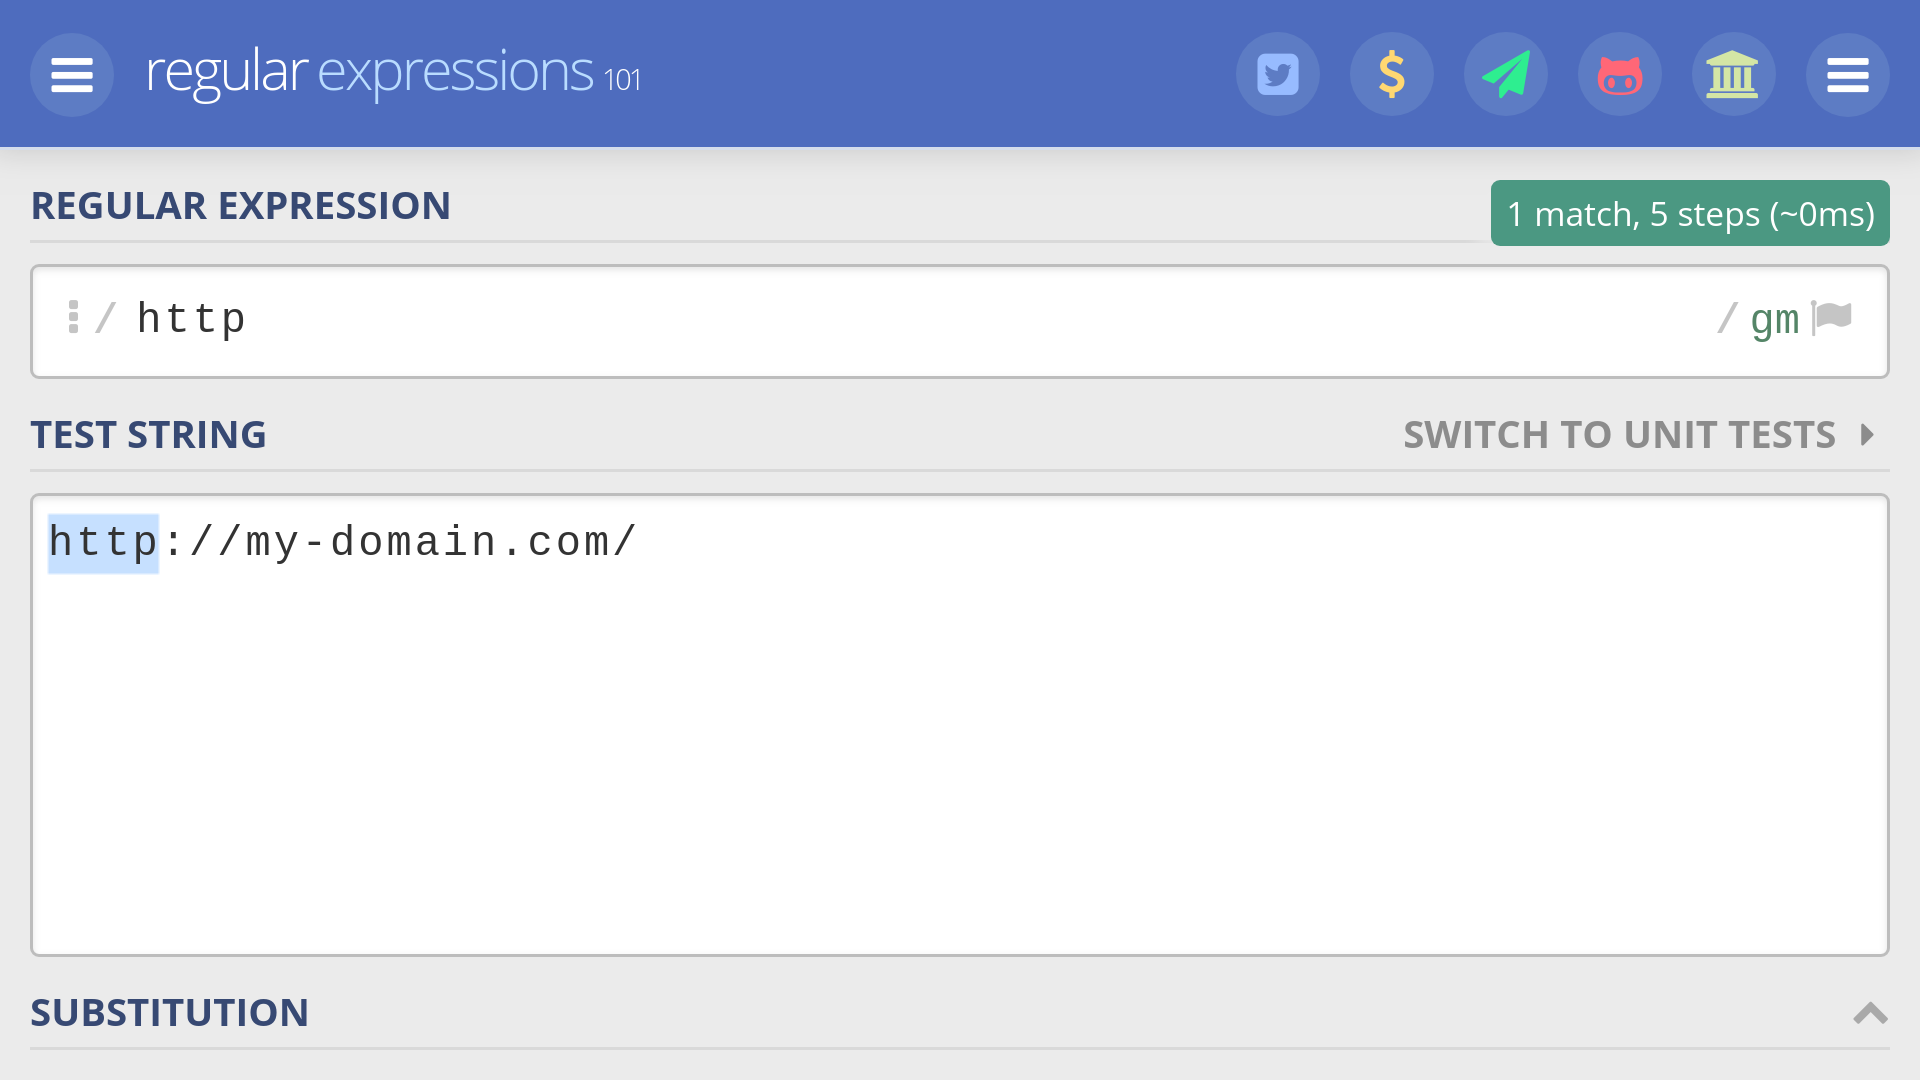 regular expressions 101
REGULAR EXPRESSION
1 match, 5 steps (~0ms)
/ http / gm
TEST STRING
SWITCH TO UNIT TESTS
http://my-domain.com/
SUBSTITUTION